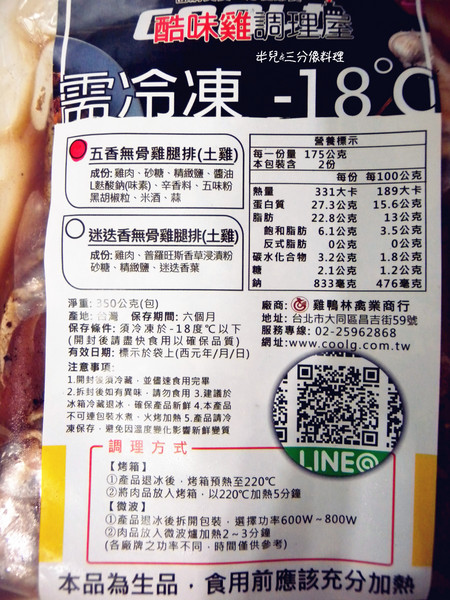 酷味雞調理屋
半兒&三分像料理
需冷凍 -18°C
五香無骨雞腿排(土雞)
成份: 雞肉、砂糖、精緻鹽、醬油
L麩酸鈉(味素)、辛香料、五味粉
黑胡椒粒、米酒、蒜
迷迭香無骨雞腿排(土雞)
成份: 雞肉、普羅旺斯香草浸漬粉
砂糖、精緻鹽、迷迭香葉
營養標示
每一份量 175公克
本包裝含 2份
每份 每100公克
熱量 331大卡 189大卡
蛋白質 27.3公克 15.6公克
脂肪 22.8公克 13公克
飽和脂肪 6.1公克 3.5公克
反式脂肪 0公克 0公克
碳水化合物 3.2公克 1.8公克
糖 2.1公克 1.2公克
鈉 833毫克 476毫克
淨重: 350公克(包)
產地: 台灣 保存期間: 六個月
保存條件: 須冷凍於-18度℃以下
(開封後請盡快食用以確保品質)
有效日期: 標示於袋上(西元年/月/日)
注意事項:
1.開封後須冷藏，並儘速食用完畢
2.拆封後如有異味，請勿食用 3.建議於
冰箱冷藏退冰，確保產品新鮮 4.本產品
不可連包裝水煮，火烤加熱 5.產品請冷
凍保存，避免因溫度變化影響新鮮變質
廠商: 雞鴨林禽業商行
地址: 台北市大同區昌吉街59號
服務專線: 02-25962868
網址:www.coolg.com.tw
LINE@
調理方式
【烤箱】
①產品退冰後，烤箱預熱至220℃
②將肉品放入烤箱，以220℃加熱5分鐘
【微波】
①產品退冰後拆開包裝，選擇功率600W~800W
②肉品放入微波爐加熱2~3分鐘
(各廠牌之功率不同，時間僅供參考)
本品為生品，食用前應該充分加熱